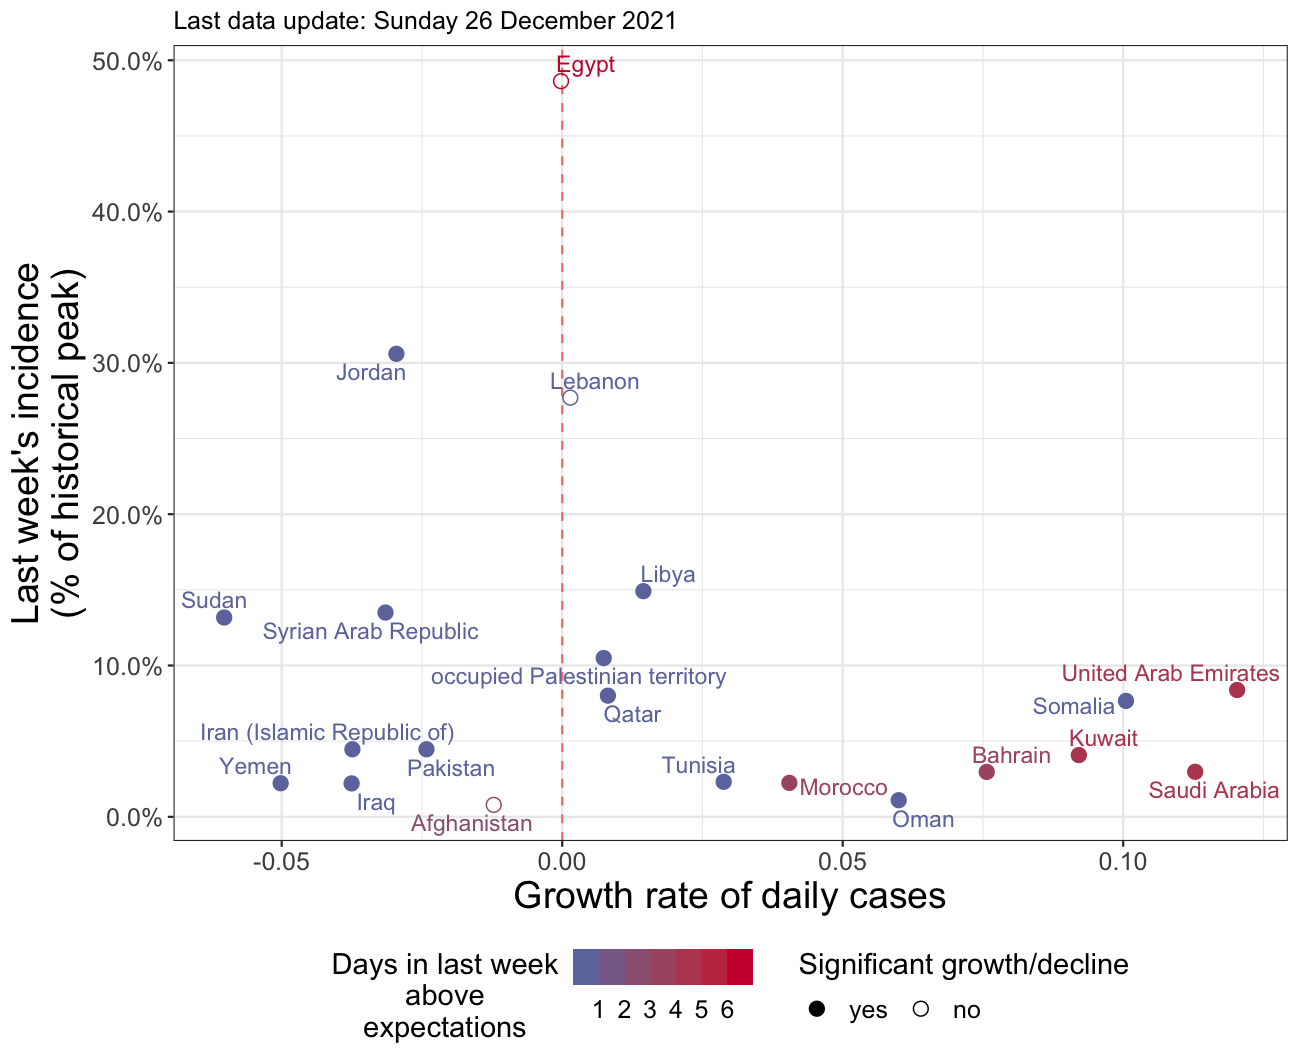 Last data update: Sunday 26 December 2021
Last week's incidence
(% of historical peak)
50.0%
40.0%
30.0%
20.0%
10.0%
0.0%
Egypt
Jordan
Lebanon
Libya
Sudan
Syrian Arab Republic
occupied Palestinian territory
United Arab Emirates
Somalia
Qatar
Iran (Islamic Republic of)
Kuwait
Bahrain
Yemen
Pakistan
Tunisia
Morocco
Saudi Arabia
Iraq
Afghanistan
Oman
-0.05
0.00
0.05
0.10
Growth rate of daily cases
Days in last week
above
expectations
1 2 3 4 5 6
Significant growth/decline
yes no